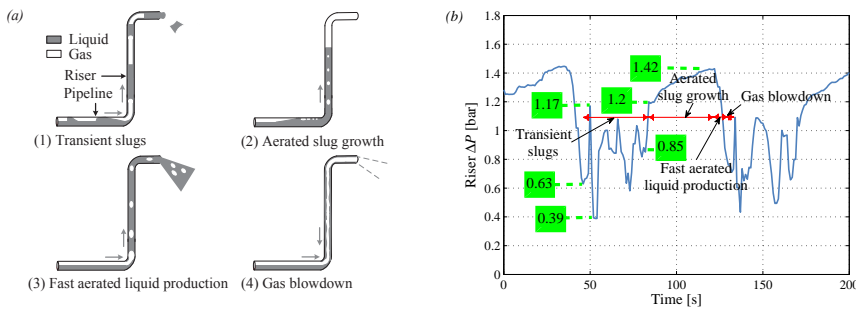 (a)
Liquid
Gas
Riser
Pipeline
(1) Transient slugs
(2) Aerated slug growth
(3) Fast aerated liquid production
(4) Gas blowdown
(b)
Riser ΔP [bar]
1.8
1.6
1.4
1.2
1
0.8
0.6
0.4
0.2
0
1.42
1.17
1.2
0.85
0.63
0.39
Aerated
slug growth
Gas blowdown
Transient
slugs
Fast aerated
liquid production
0
50
100
150
200
Time [s]